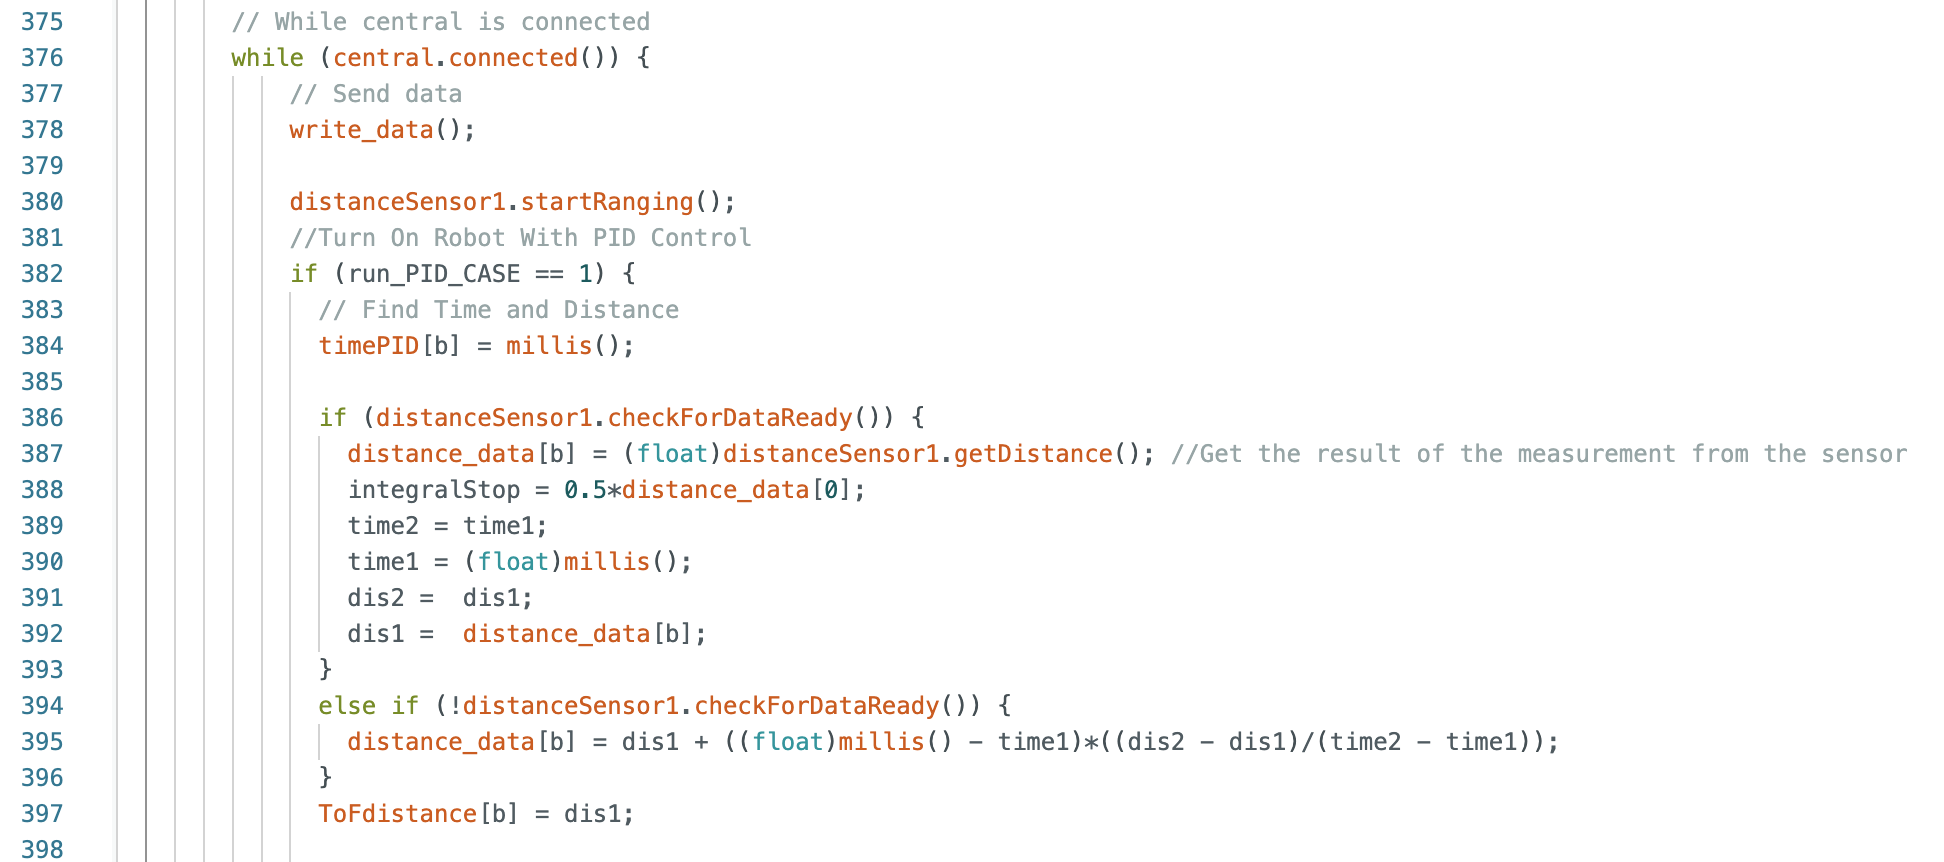 375 // While central is connected
376 while (central.connected()) {
377 // Send data
378 write_data();
379
380 distanceSensor1.startRanging();
381 //Turn On Robot With PID Control
382 if (run_PID_CASE == 1) {
383 // Find Time and Distance
384 timePID[b] = millis();
385
386 if (distanceSensor1.checkForDataReady()) {
387 distance_data[b] = (float)distanceSensor1.getDistance(); //Get the result of the measurement from the sensor
388 integralStop = 0.5*distance_data[0];
389 time2 = time1;
390 time1 = (float)millis();
391 dis2 =  dis1;
392 dis1 =  distance_data[b];
393 }
394 else if (!distanceSensor1.checkForDataReady()) {
395 distance_data[b] = dis1 + ((float)millis() - time1)*((dis2 - dis1)/(time2 - time1));
396 }
397 ToFdistance[b] = dis1;
398